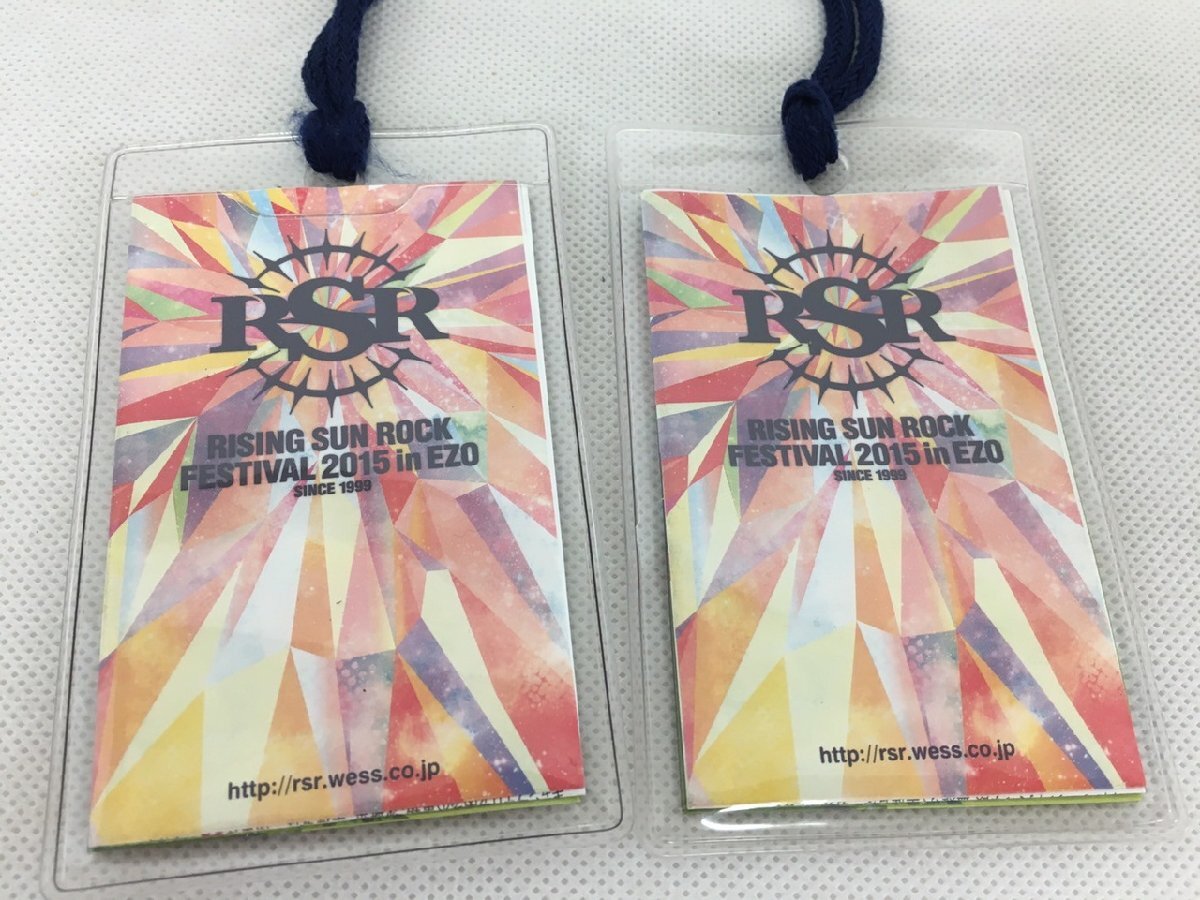 RSR
RISING SUN ROCK
FESTIVAL 2015 in EZO
SINCE 1999
http://rsr.wess.co.jp
RSR
RISING SUN ROCK
FESTIVAL 2015 in EZO
SINCE 1999
http://rsr.wess.co.jp